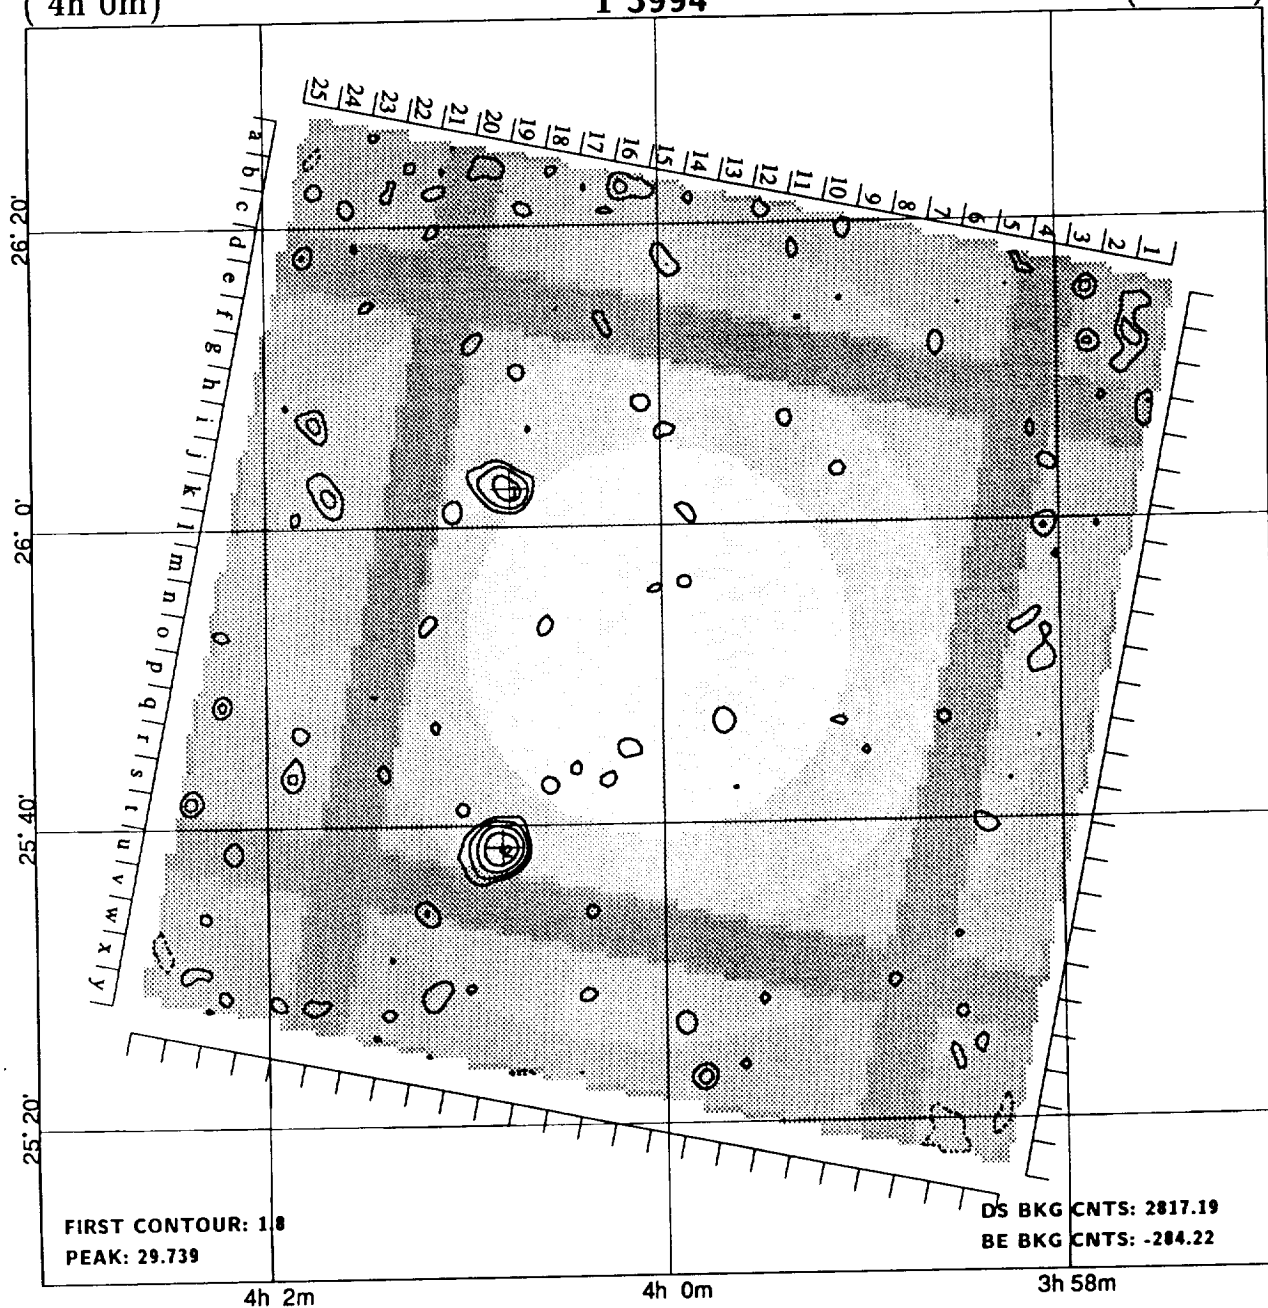 ( 4h 0m)
I 3994
25 24 23 22 21 20 19 18 17 16 15 14 13 12 11 10 9 8 7 6 5 4 3 2 1
a b c d e f g h i j k l m n o p q r s t u v w x y
26° 20'
26° 0'
25° 40'
25° 20'
FIRST CONTOUR: 1.8
PEAK: 29.739
DS BKG CNTS: 2817.19
BE BKG CNTS: -284.22
4h 2m
4h 0m
3h 58m